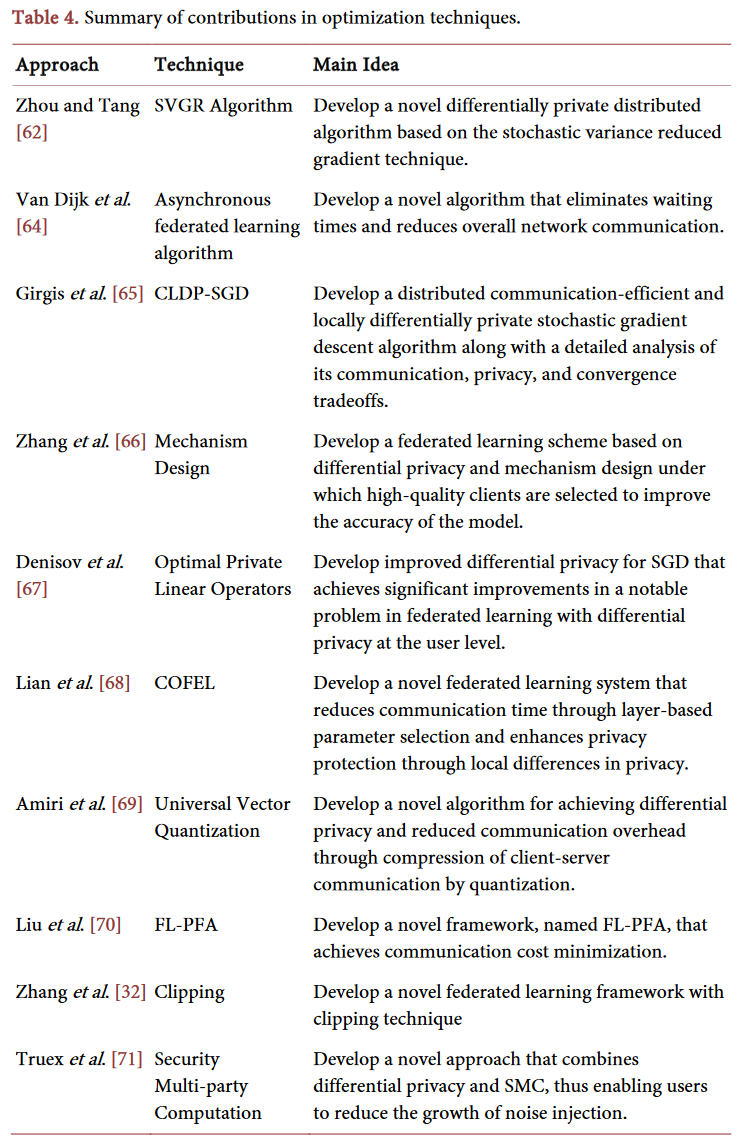 Table 4. Summary of contributions in optimization techniques.
Approach Technique Main Idea
Zhou and Tang SVGR Algorithm Develop a novel differentially private distributed
[62] algorithm based on the stochastic variance reduced
gradient technique.
Van Dijk et al. Asynchronous Develop a novel algorithm that eliminates waiting
[64] federated learning times and reduces overall network communication.
algorithm
Girgis et al. [65] CLDP-SGD Develop a distributed communication-efficient and
locally differentially private stochastic gradient
descent algorithm along with a detailed analysis of
its communication, privacy, and convergence
tradeoffs.
Zhang et al. [66] Mechanism Develop a federated learning scheme based on
Design differential privacy and mechanism design under
which high-quality clients are selected to improve
the accuracy of the model.
Denisov et al. Optimal Private Develop improved differential privacy for SGD that
[67] Linear Operators achieves significant improvements in a notable
problem in federated learning with differential
privacy at the user level.
Lian et al. [68] COFEL Develop a novel federated learning system that
reduces communication time through layer-based
parameter selection and enhances privacy
protection through local differences in privacy.
Amiri et al. [69] Universal Vector Develop a novel algorithm for achieving differential
Quantization privacy and reduced communication overhead
through compression of client-server
communication by quantization.
Liu et al. [70] FL-PFA Develop a novel framework, named FL-PFA, that
achieves communication cost minimization.
Zhang et al. [32] Clipping Develop a novel federated learning framework with
clipping technique
Truex et al. [71] Security Develop a novel approach that combines
Multi-party differential privacy and SMC, thus enabling users
Computation to reduce the growth of noise injection.